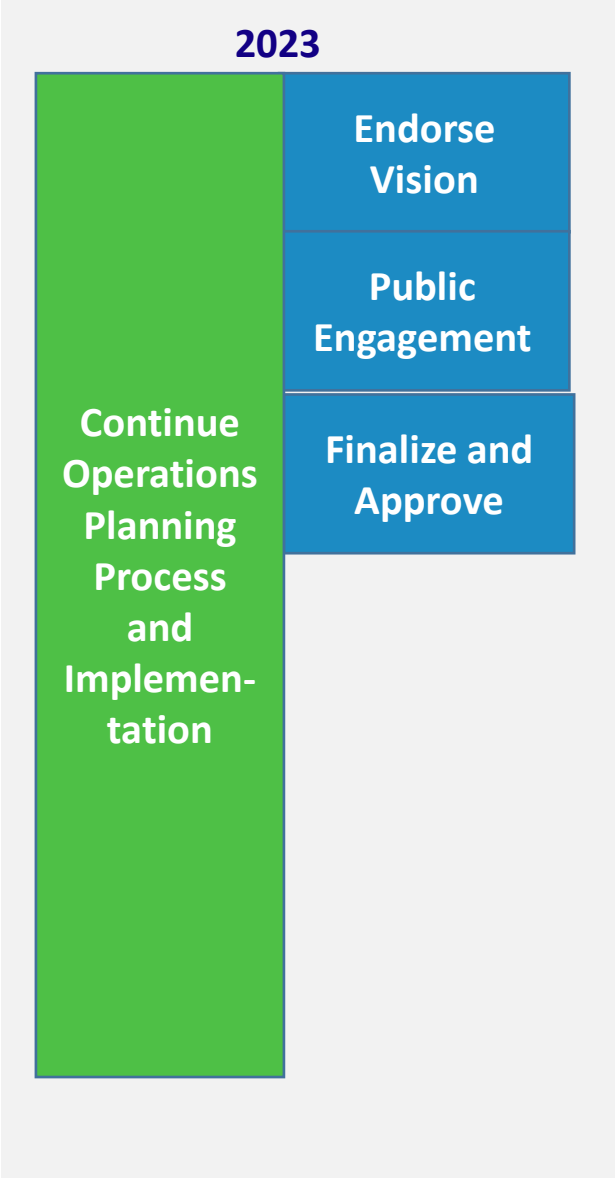 2023
Continue
Operations
Planning
Process
and
Implemen-
tation
Endorse
Vision
Public
Engagement
Finalize and
Approve